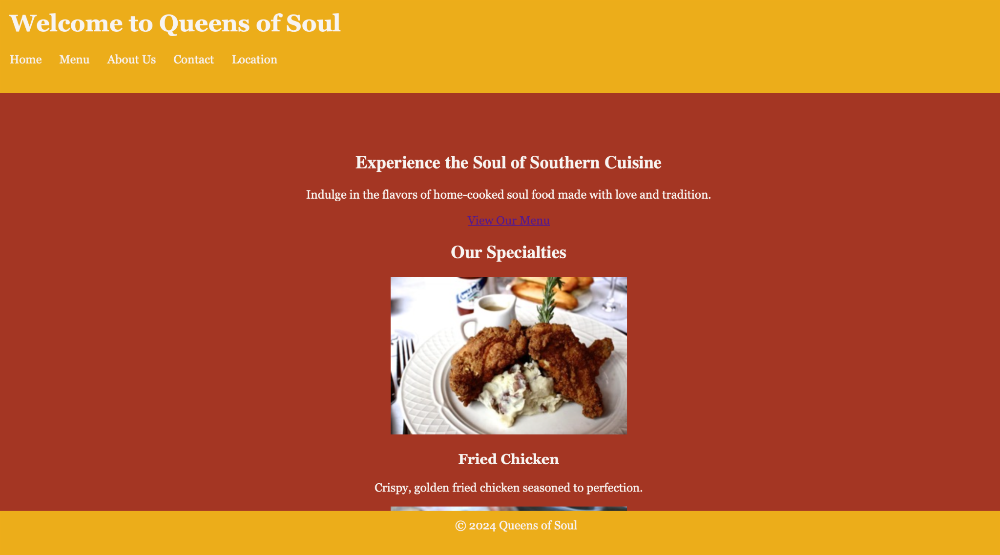 Welcome to Queens of Soul
Home Menu About Us Contact Location
Experience the Soul of Southern Cuisine
Indulge in the flavors of home-cooked soul food made with love and tradition.
View Our Menu
Our Specialties
Fried Chicken
Crispy, golden fried chicken seasoned to perfection.
© 2024 Queens of Soul